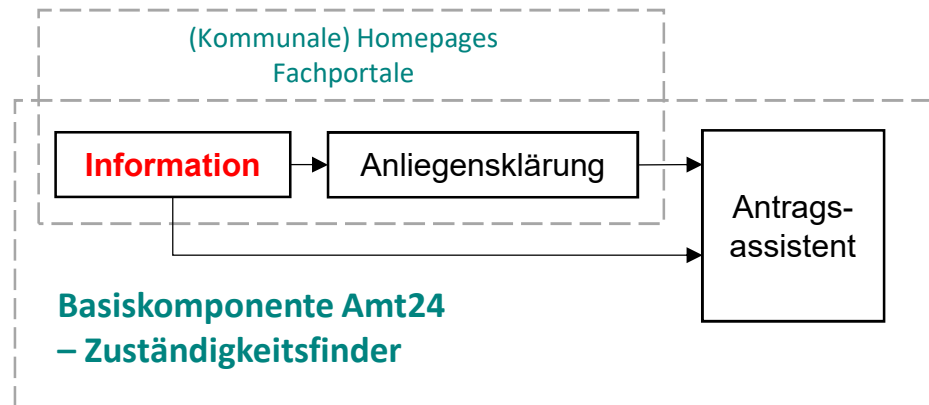 (Kommunale) Homepages
Fachportale
Information
Anliegensklärung
Antrags-
assistent
Basiskomponente Amt24
– Zuständigkeitsfinder